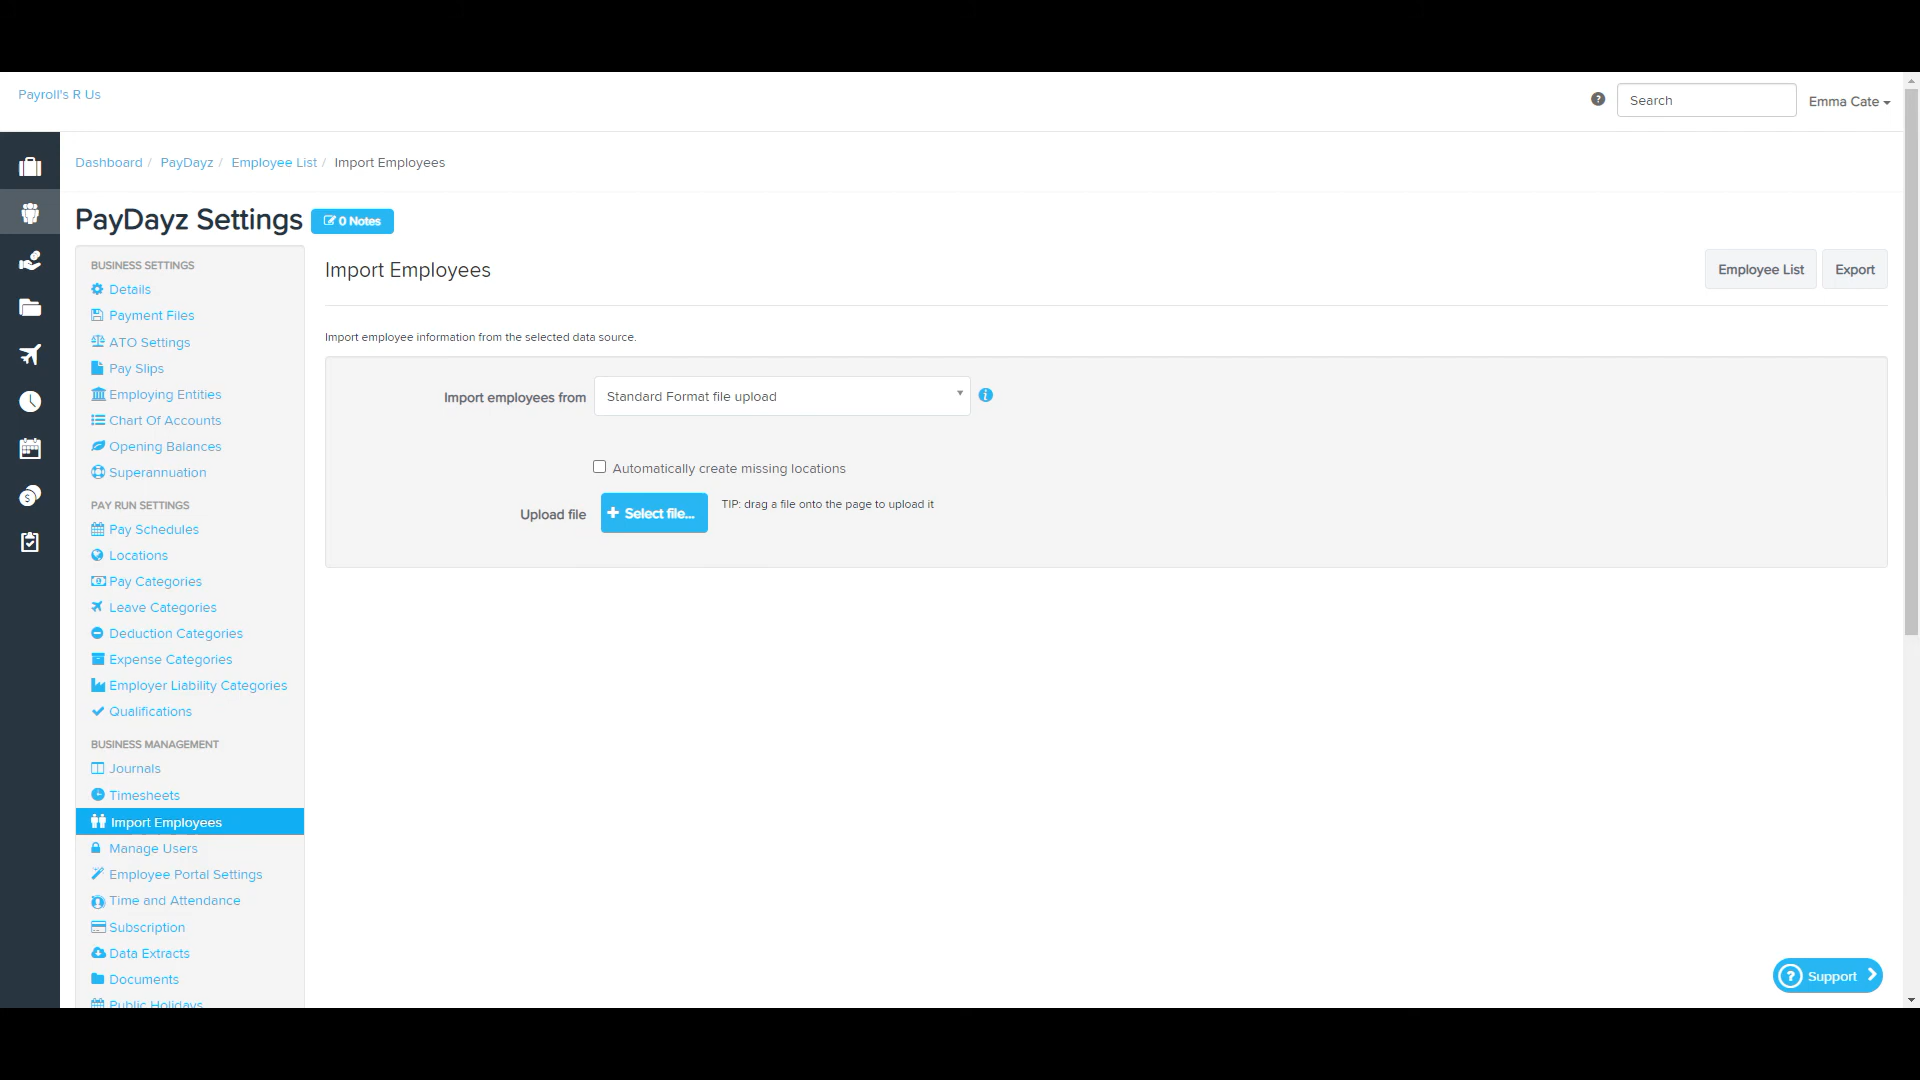 Payroll's R Us
Search
Emma Cate
Dashboard / PayDayz / Employee List / Import Employees
PayDayz Settings
0 Notes
BUSINESS SETTINGS
Details
Payment Files
ATO Settings
Pay Slips
Employing Entities
Chart Of Accounts
Opening Balances
Superannuation
PAY RUN SETTINGS
Pay Schedules
Locations
Pay Categories
Leave Categories
Deduction Categories
Expense Categories
Employer Liability Categories
Qualifications
BUSINESS MANAGEMENT
Journals
Timesheets
Import Employees
Manage Users
Employee Portal Settings
Time and Attendance
Subscription
Data Extracts
Documents
Public Holidays
Import Employees
Employee List
Export
Import employee information from the selected data source.
Import employees from
Standard Format file upload
Automatically create missing locations
Upload file
+ Select file...
TIP: drag a file onto the page to upload it
? Support